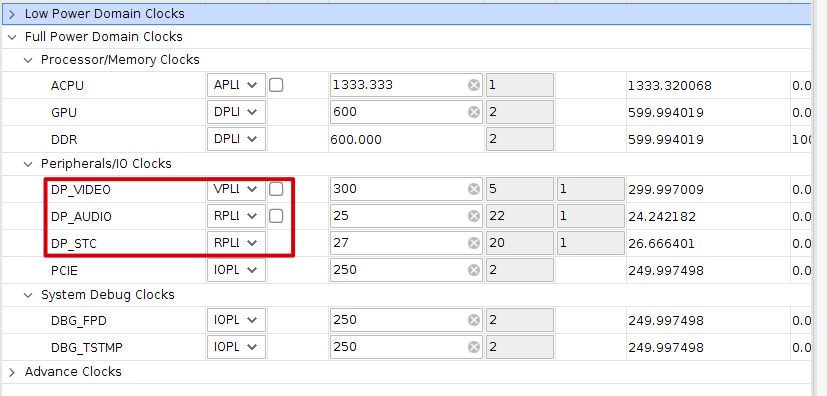 Low Power Domain Clocks
Full Power Domain Clocks
Processor/Memory Clocks
ACPU APLL 1333.333 1 1333.320068 0.0
GPU DPLI 600 2 599.994019 0.0
DDR DPLI 600.000 2 599.994019 100
Peripherals/IO Clocks
DP_VIDEO VPLL 300 5 1 299.997009 0.0
DP_AUDIO RPLL 25 22 1 24.242182 0.0
DP_STC RPLL 27 20 1 26.666401 0.0
PCIE IOPL 250 2 249.997498 0.0
System Debug Clocks
DBG_FPD IOPL 250 2 249.997498 0.0
DBG_TSTMP IOPL 250 2 249.997498 0.0
Advance Clocks